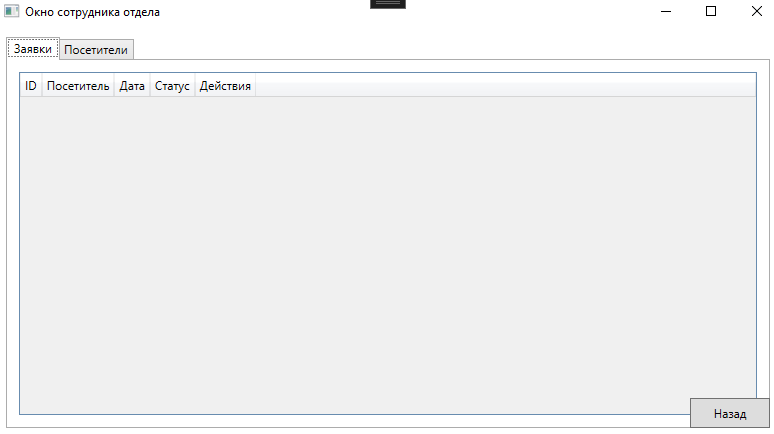 Окно сотрудника отдела
Заявки Посетители
ID Посетитель Дата Статус Действия
Назад